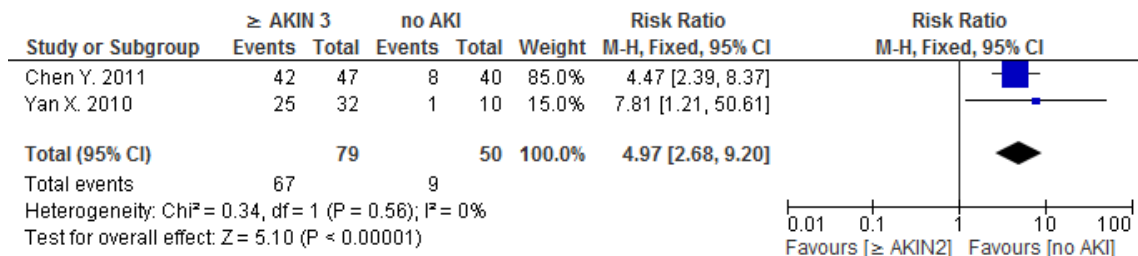 ≥ AKIN 3 no AKI Risk Ratio Risk Ratio
Study or Subgroup Events Total Events Total Weight M-H, Fixed, 95% CI M-H, Fixed, 95% CI
Chen Y. 2011 42 47 8 40 85.0% 4.47 [2.39, 8.37]
Yan X. 2010 25 32 1 10 15.0% 7.81 [1.21, 50.61]
Total (95% CI) 79 50 100.0% 4.97 [2.68, 9.20]
Total events 67 9
Heterogeneity: Chi² = 0.34, df = 1 (P = 0.56); I² = 0%
Test for overall effect: Z = 5.10 (P < 0.00001)
0.01 0.1 1 10 100
Favours [≥ AKIN2] Favours [no AKI]